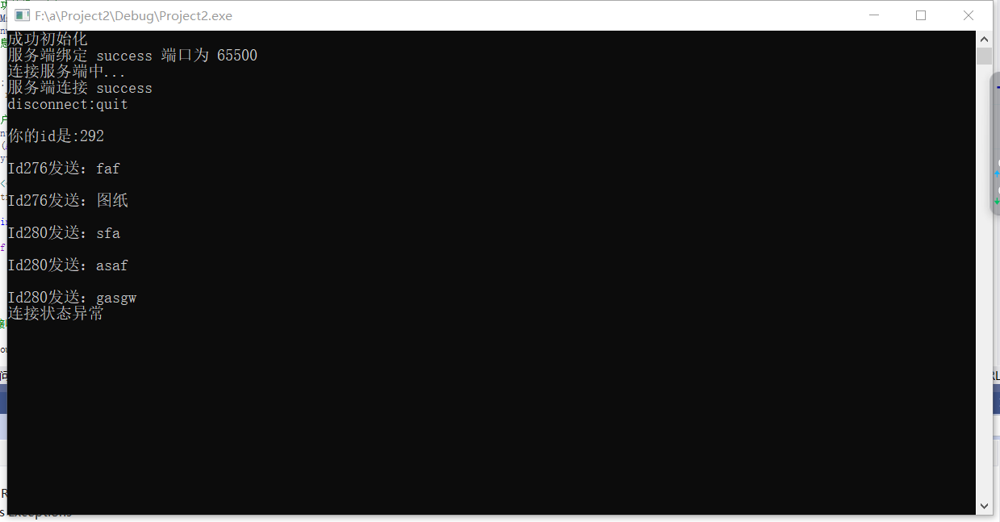 F:\a\Project2\Debug\Project2.exe
成功初始化
服务端绑定 success 端口为 65500
连接服务端中...
服务端连接 success
disconnect:quit
你的id是:292
Id276发送：faf
Id276发送：图纸
Id280发送：sfa
Id280发送：asaf
Id280发送：gasgw
连接状态异常